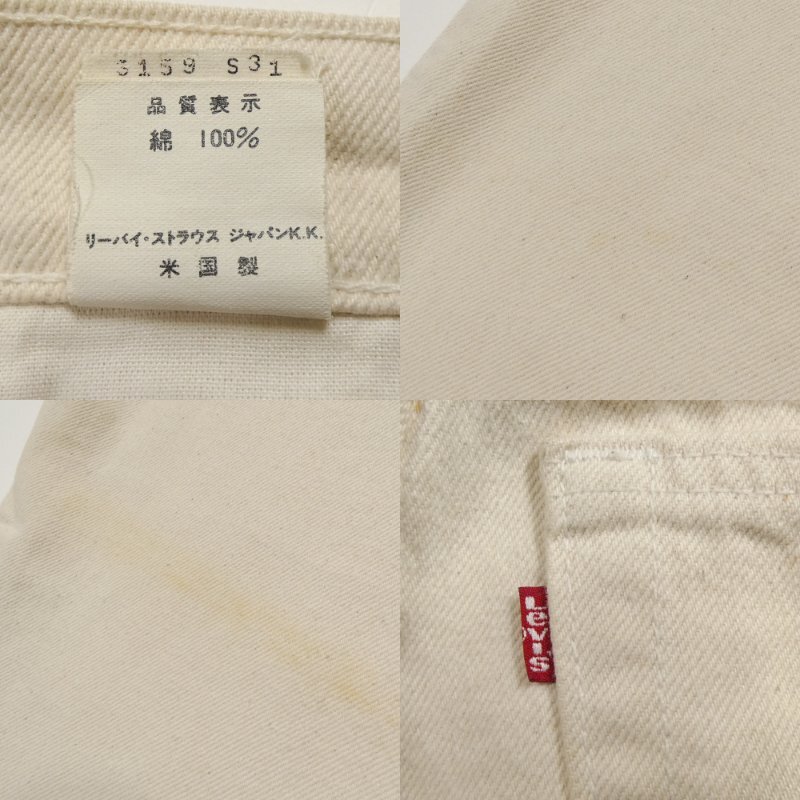 3159 S31
品質表示
綿 100%
リーバイ・ストラウス ジャパンK.K.
米国製
Levi's